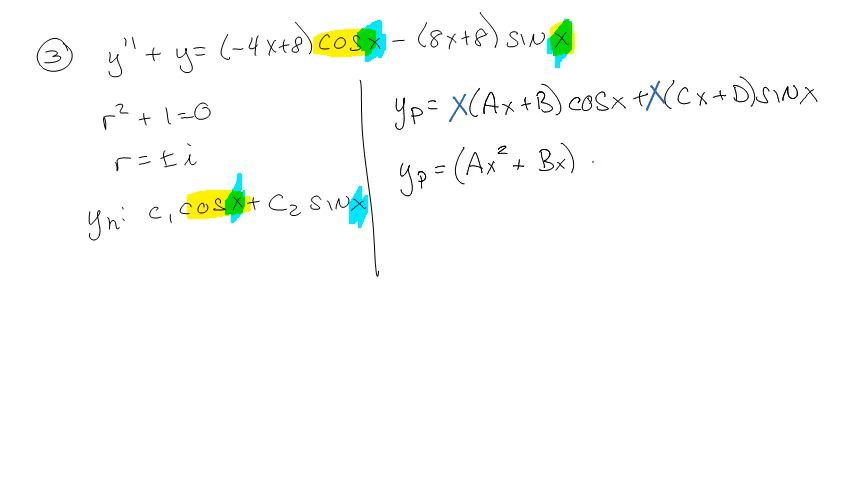 ③ y'' + y = (-4x+8) cos x - (8x+8) sin x
r² + 1 = 0
r = ± i
yh: c₁ cos x + c₂ sin x
yp = x(Ax+B) cos x + x(Cx+D) sin x
yp = (Ax² + Bx) ·